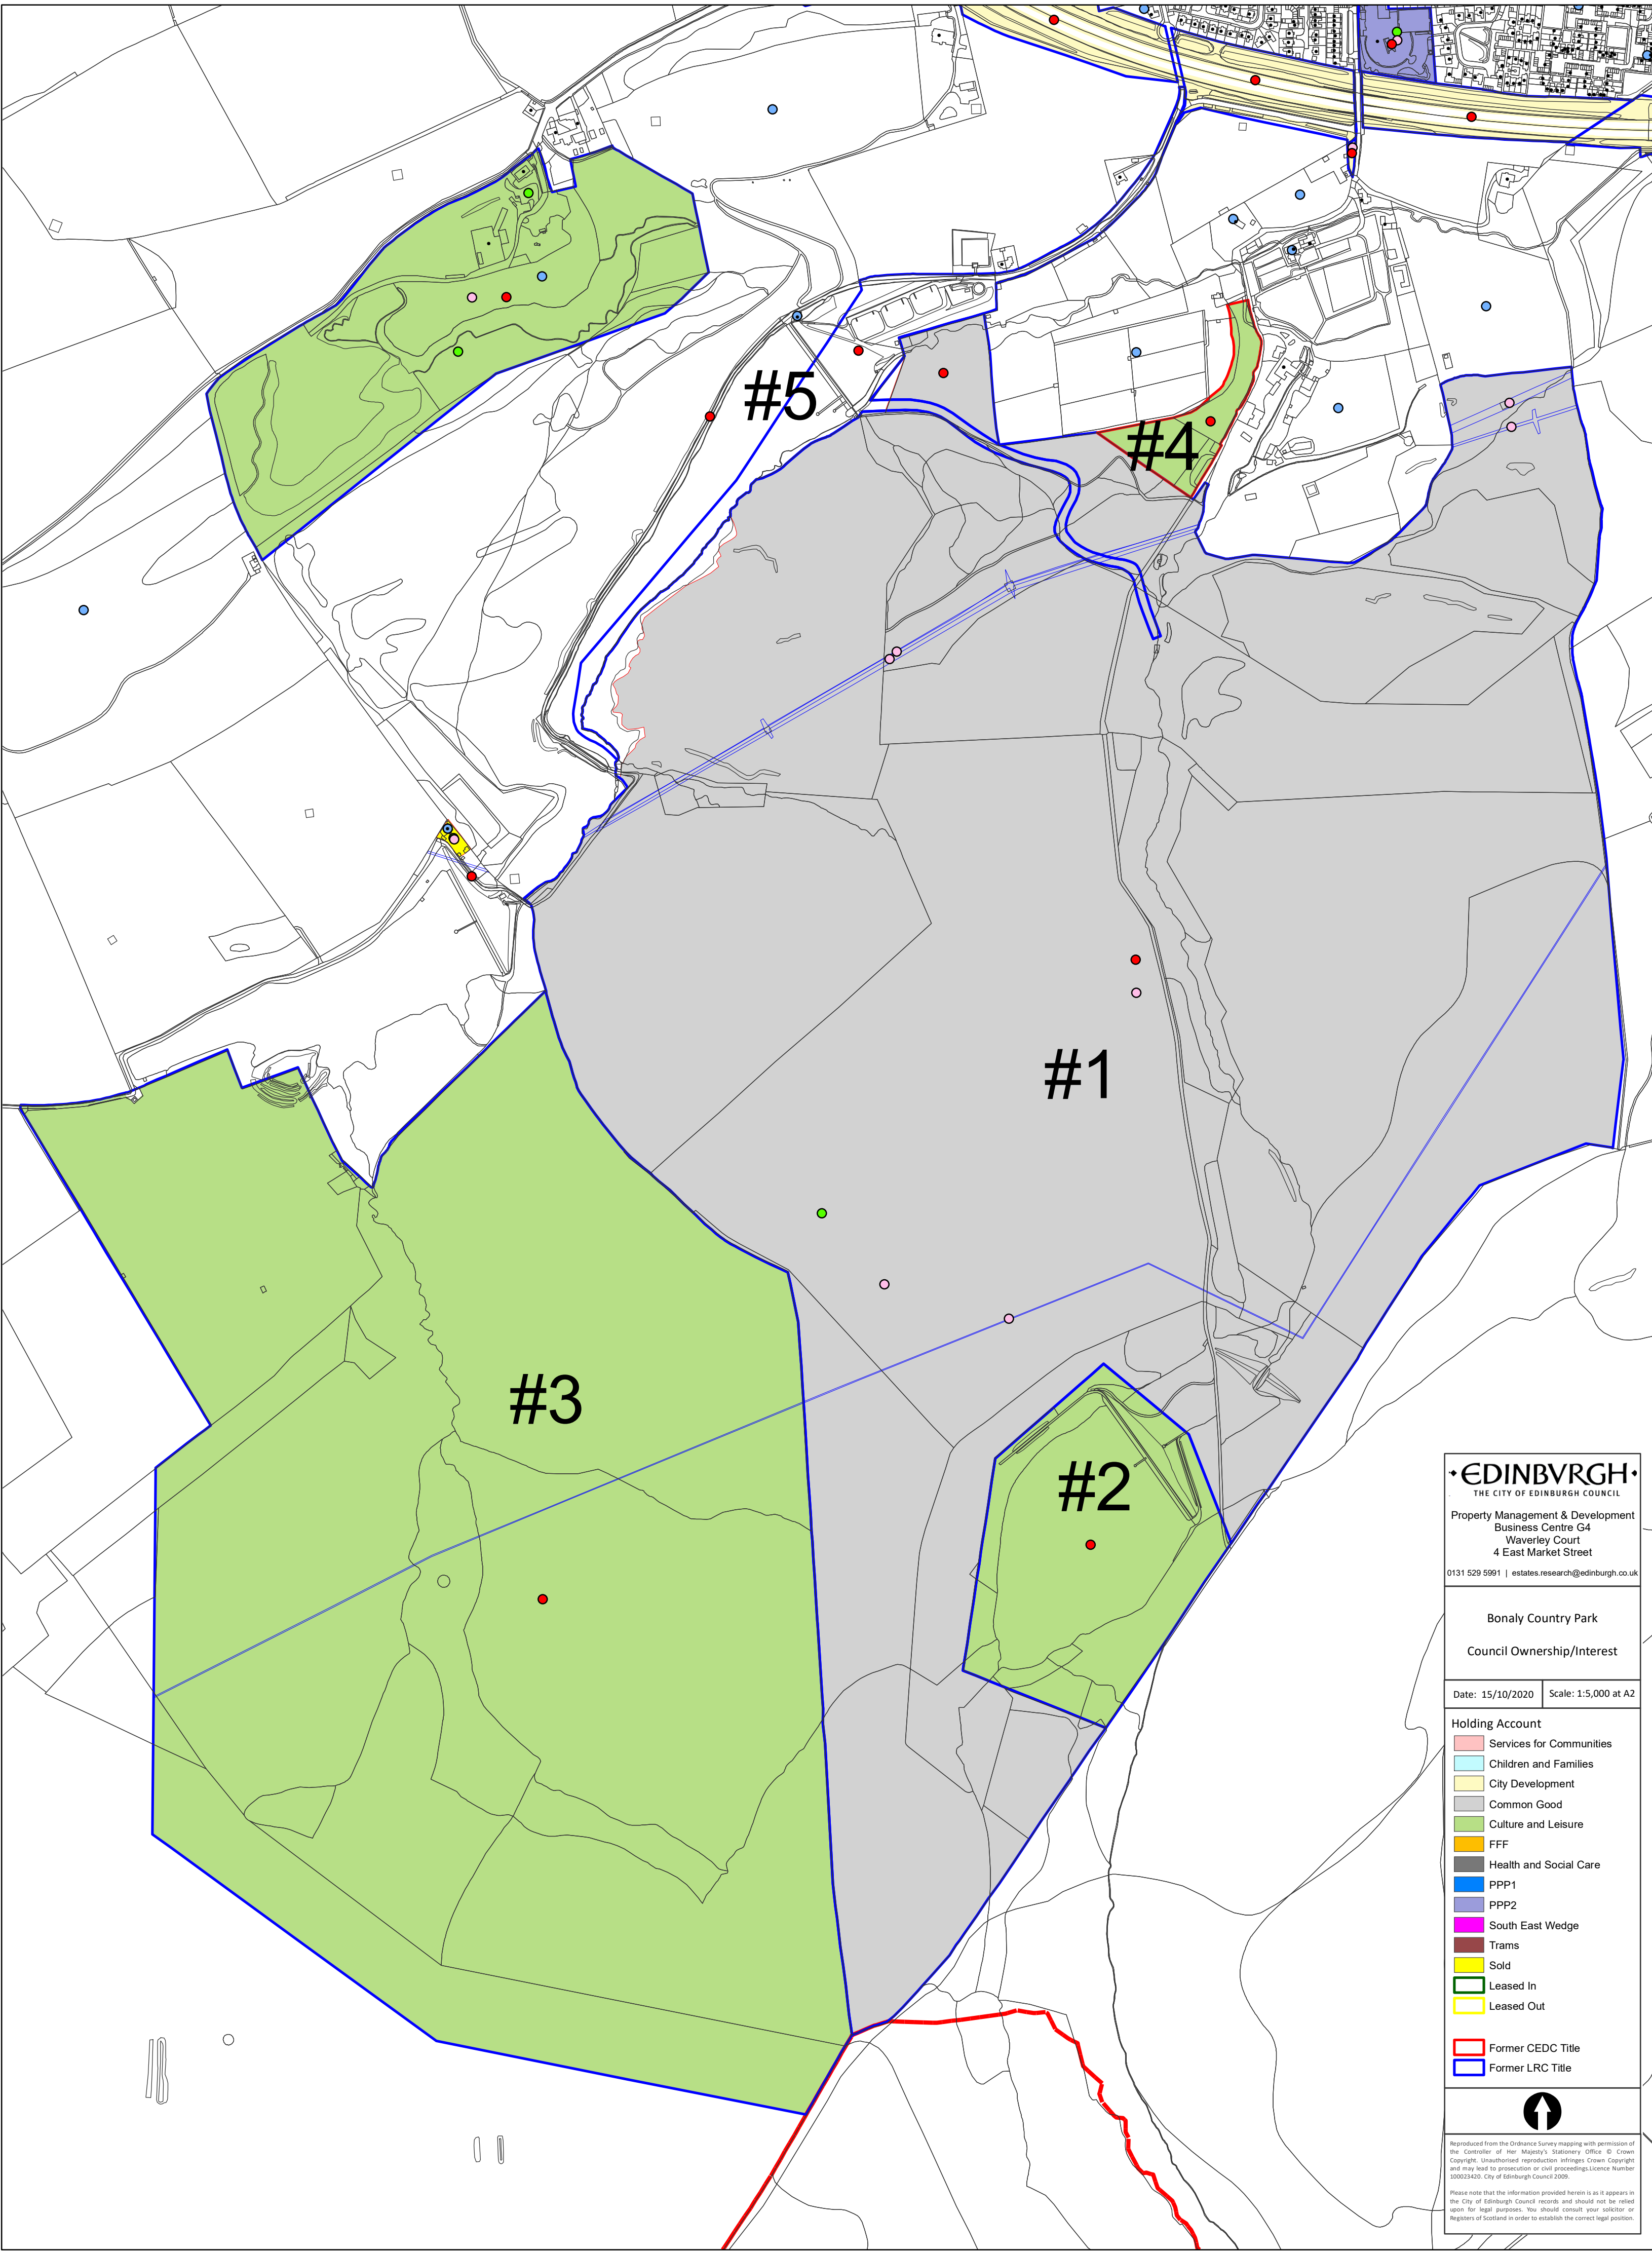 #5
#4
#1
#3
#2
EDINBVRGH
THE CITY OF EDINBURGH COUNCIL
Property Management & Development
Business Centre G4
Waverley Court
4 East Market Street
0131 529 5991 | estates.research@edinburgh.co.uk
Bonaly Country Park
Council Ownership/Interest
Date: 15/10/2020
Scale: 1:5,000 at A2
Holding Account
Services for Communities
Children and Families
City Development
Common Good
Culture and Leisure
FFF
Health and Social Care
PPP1
PPP2
South East Wedge
Trams
Sold
Leased In
Leased Out
Former CEDC Title
Former LRC Title
Reproduced from the Ordnance Survey mapping with permission of
the Controller of Her Majesty's Stationery Office © Crown
Copyright. Unauthorised reproduction infringes Crown Copyright
and may lead to prosecution or civil proceedings.Licence Number
100023420. City of Edinburgh Council 2009.
Please note that the information provided herein is as it appears in
the City of Edinburgh Council records and should not be relied
upon for legal purposes. You should consult your solicitor or
Registers of Scotland in order to establish the correct legal position.